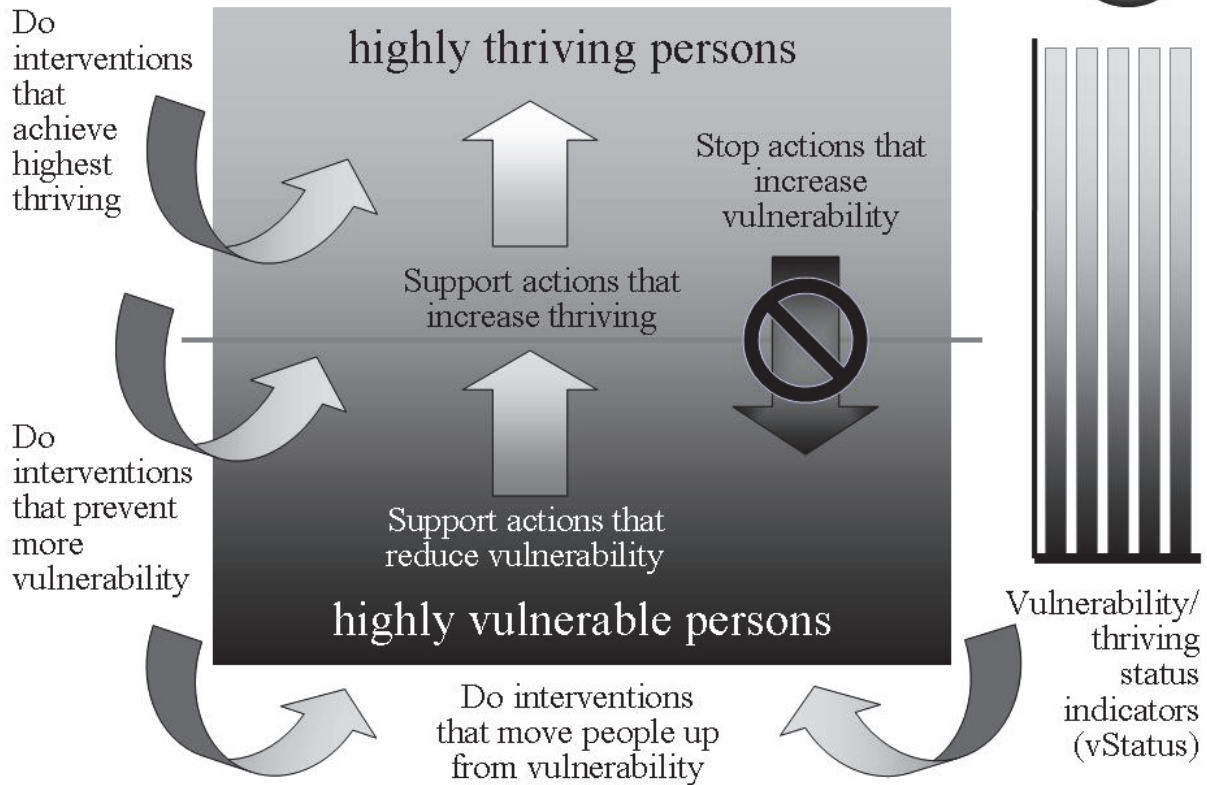 Do
interventions
that
achieve
highest
thriving
highly thriving persons
Stop actions that
increase
vulnerability
Support actions that
increase thriving
Do
interventions
that prevent
more
vulnerability
Support actions that
reduce vulnerability
highly vulnerable persons
Do interventions
that move people up
from vulnerability
Vulnerability/
thriving
status
indicators
(vStatus)